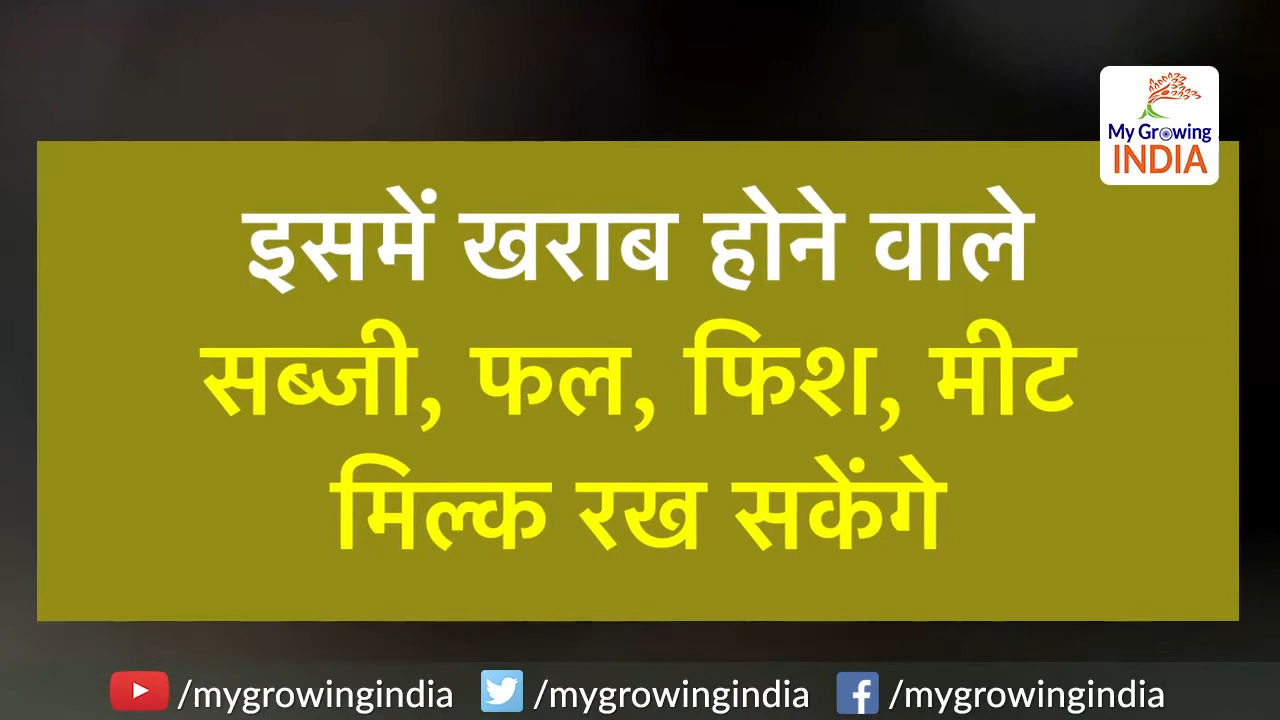 My Growing
INDIA
इसमें खराब होने वाले
सब्जी, फल, फिश, मीट
मिल्क रख सकेंगे
/mygrowingindia /mygrowingindia /mygrowingindia